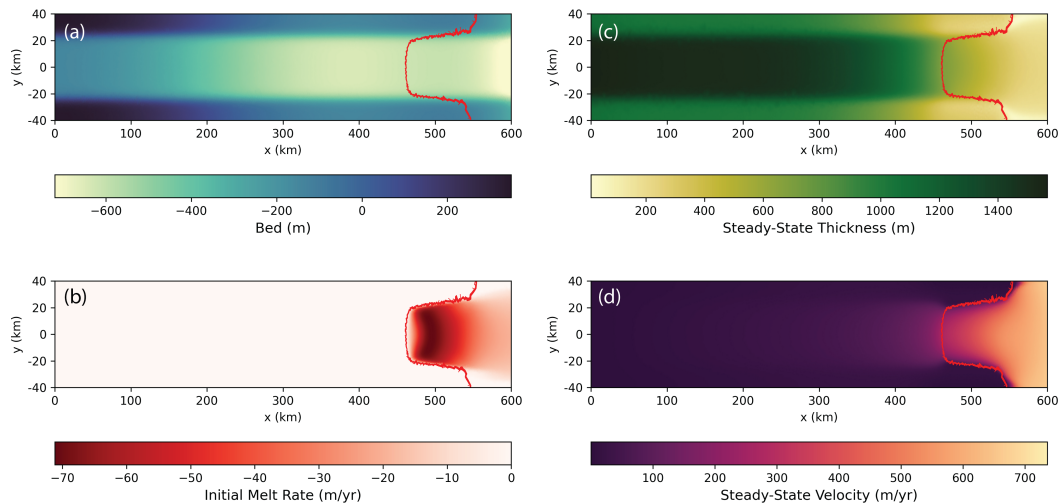 (a)
40
20
0
−20
−40
y (km)
0 100 200 300 400 500 600
x (km)
−600 −400 −200 0 200
Bed (m)
(c)
40
20
0
-20
-40
y (km)
0 100 200 300 400 500 600
x (km)
200 400 600 800 1000 1200 1400
Steady-State Thickness (m)
(b)
40
20
0
−20
-40
y (km)
0 100 200 300 400 500 600
x (km)
−70 −60 −50 −40 −30 −20 −10 0
Initial Melt Rate (m/yr)
(d)
40
20
0
-20
-40
y (km)
0 100 200 300 400 500 600
x (km)
100 200 300 400 500 600 700
Steady-State Velocity (m/yr)